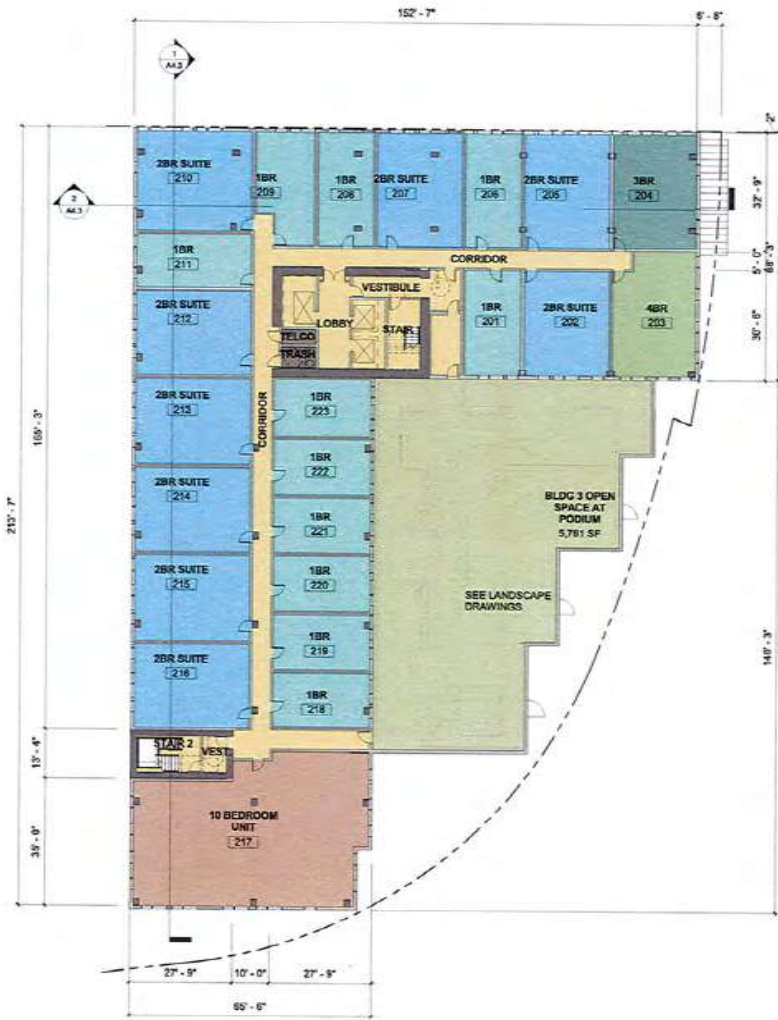 152' - 7"
6' - 8"
1
A4.3
2
A4.3
2BR SUITE
210
1BR
209
1BR
208
2BR SUITE
207
1BR
206
2BR SUITE
205
3BR
204
32' - 9"
5' - 0"
68' - 3"
30' - 6"
1BR
211
CORRIDOR
VESTIBULE
LOBBY
STAIR
TELCO
TRASH
1BR
201
2BR SUITE
202
4BR
203
2BR SUITE
212
2BR SUITE
213
CORRIDOR
1BR
223
1BR
222
2BR SUITE
214
1BR
221
BLDG 3 OPEN
SPACE AT
PODIUM
5,781 SF
2BR SUITE
215
1BR
220
SEE LANDSCAPE
DRAWINGS
1BR
219
2BR SUITE
216
1BR
218
165' - 3"
213' - 7"
148' - 3"
STAIR 2
VEST
13' - 4"
10 BEDROOM
UNIT
217
27' - 9"
10' - 0"
27' - 9"
65' - 6"